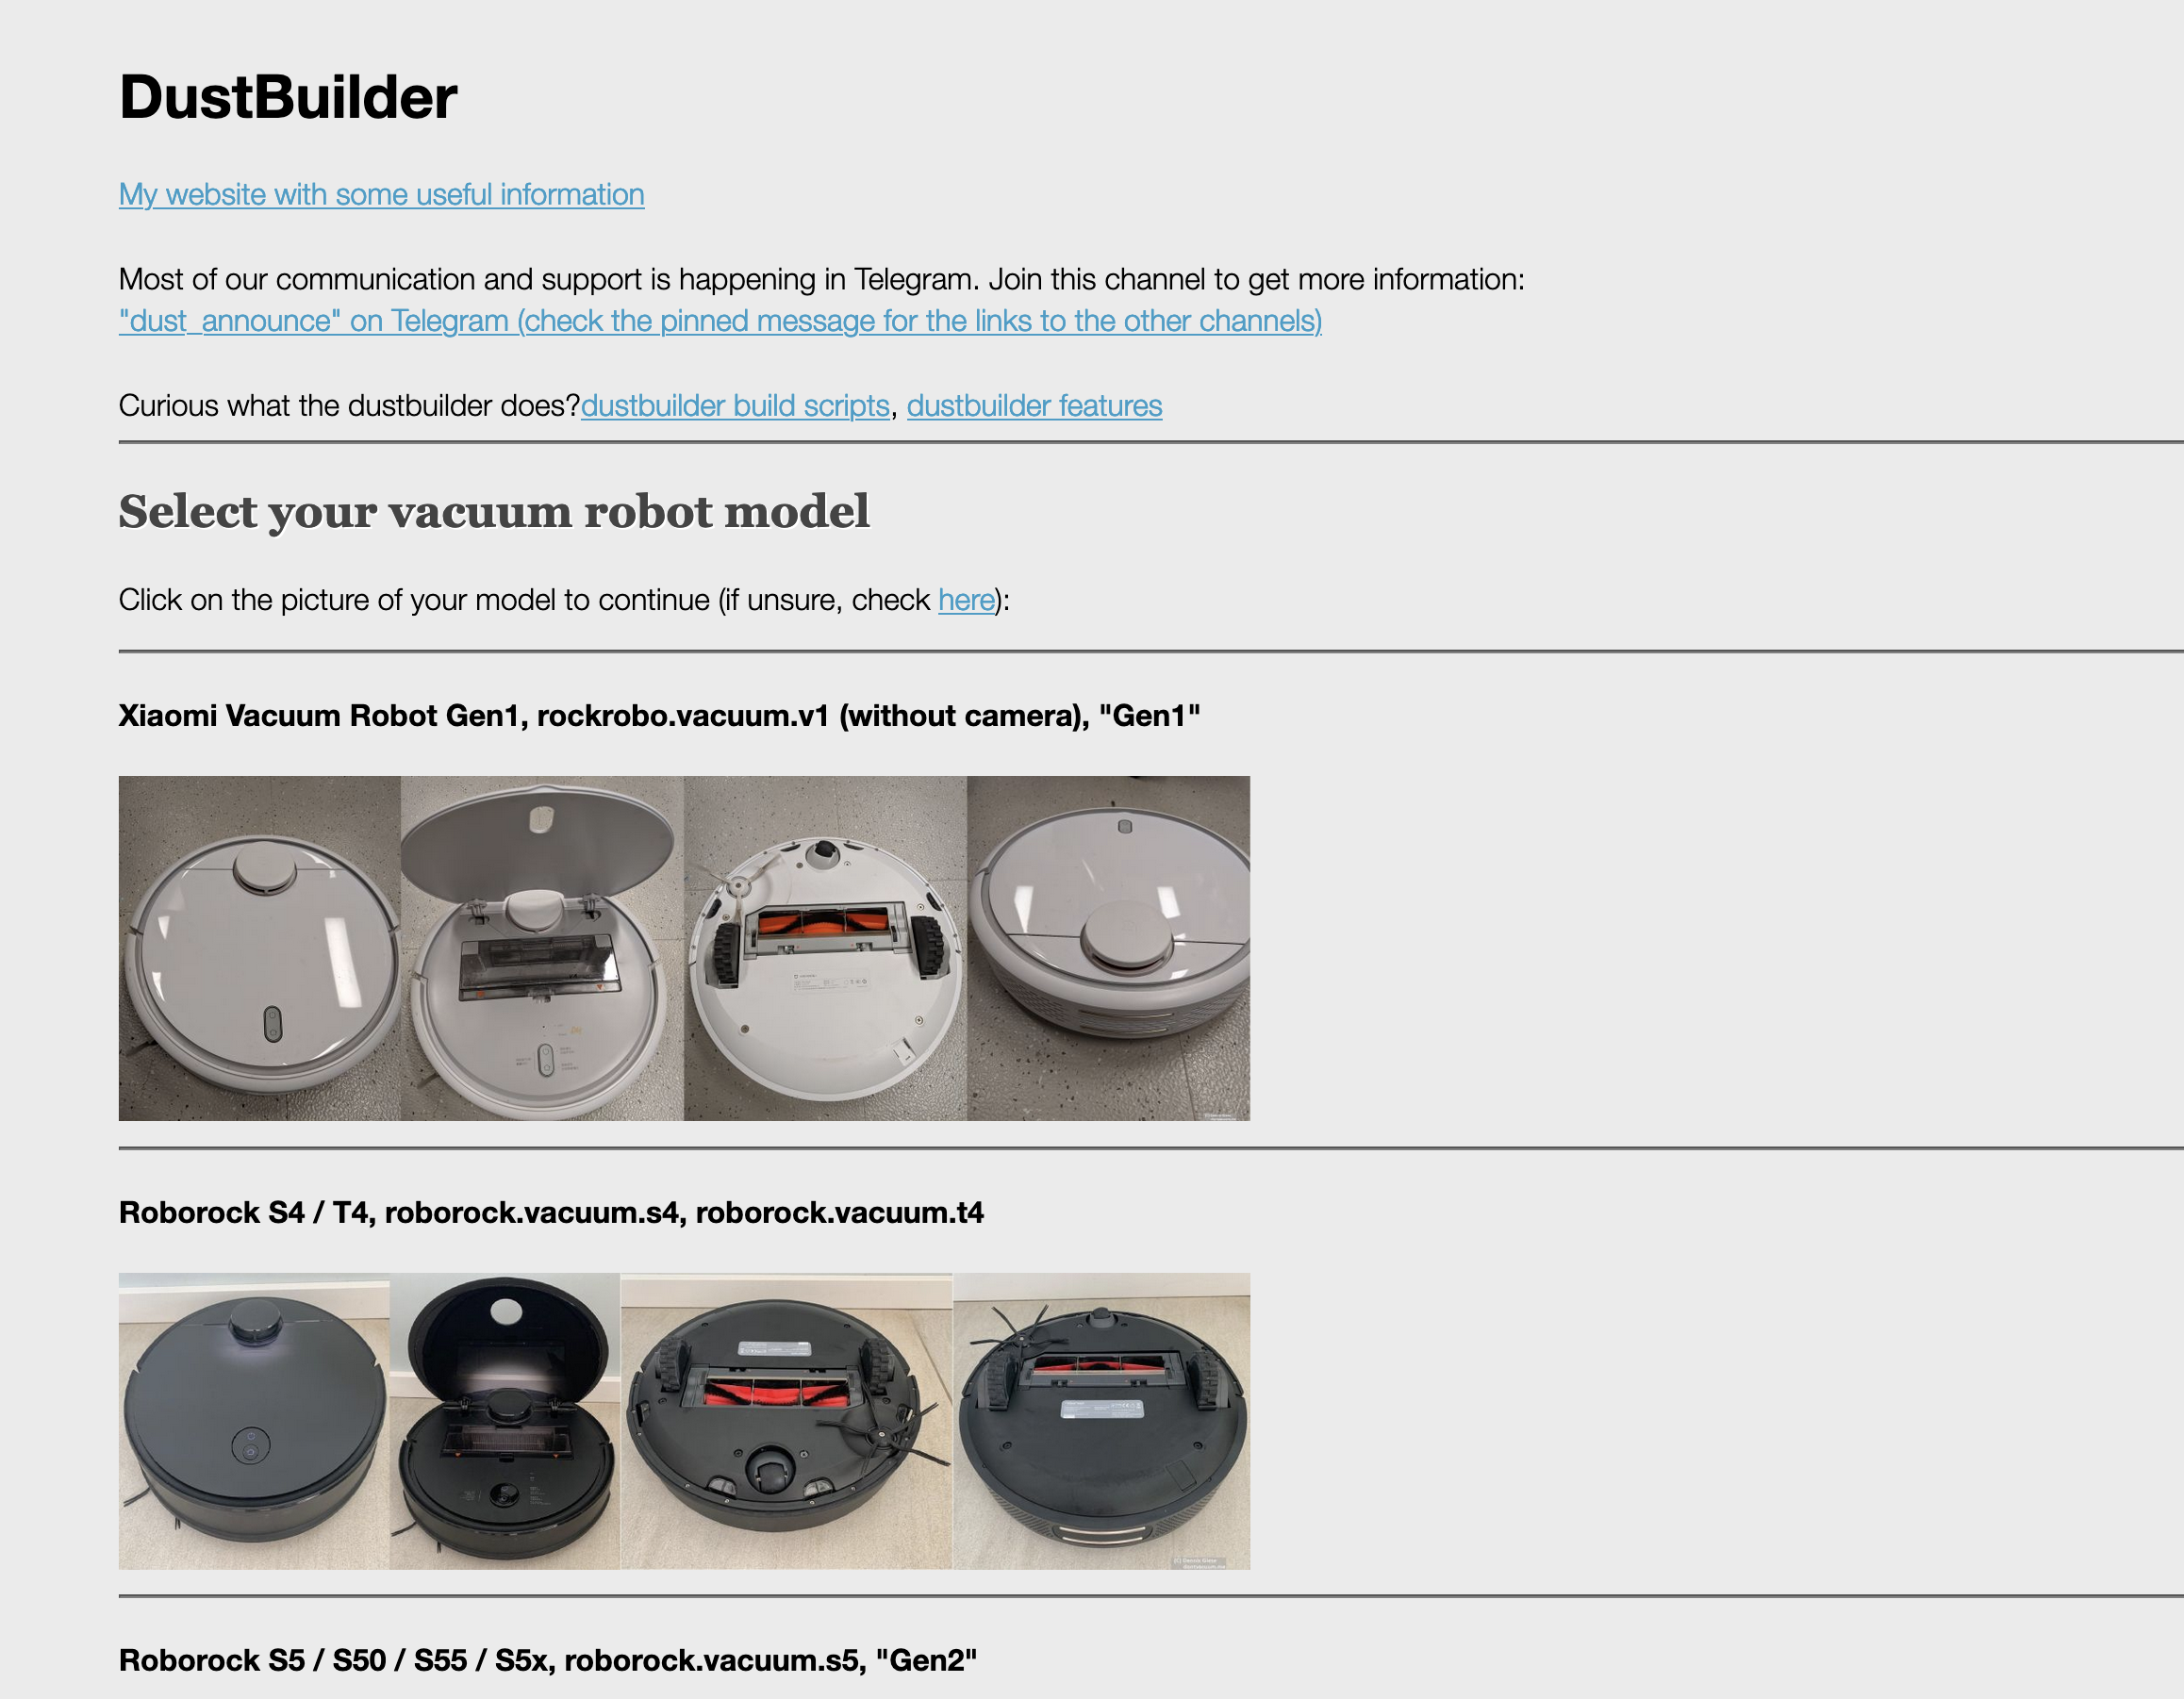 DustBuilder
My website with some useful information
Most of our communication and support is happening in Telegram. Join this channel to get more information:
"dust_announce" on Telegram (check the pinned message for the links to the other channels)
Curious what the dustbuilder does?dustbuilder build scripts, dustbuilder features
Select your vacuum robot model
Click on the picture of your model to continue (if unsure, check here):
Xiaomi Vacuum Robot Gen1, rockrobo.vacuum.v1 (without camera), "Gen1"
Roborock S4 / T4, roborock.vacuum.s4, roborock.vacuum.t4
Roborock S5 / S50 / S55 / S5x, roborock.vacuum.s5, "Gen2"